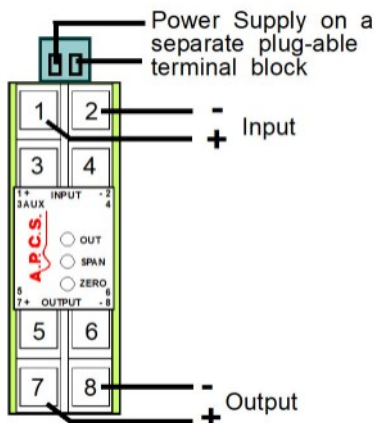 Power Supply on a
separate plug-able
terminal block
1 2 -
+ Input
3 4
1+ INPUT -2
3AUX 4
A.P.C.S.
OUT
SPAN
ZERO
5 6
7+ OUTPUT -8
5 6
7 8 -
+ Output